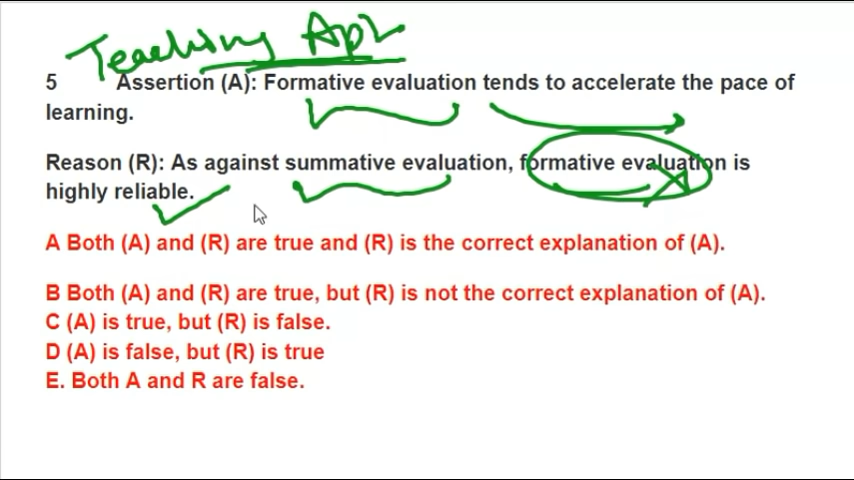 Teaching Apt
5 Assertion (A): Formative evaluation tends to accelerate the pace of
learning.
Reason (R): As against summative evaluation, formative evaluation is
highly reliable.
A Both (A) and (R) are true and (R) is the correct explanation of (A).
B Both (A) and (R) are true, but (R) is not the correct explanation of (A).
C (A) is true, but (R) is false.
D (A) is false, but (R) is true
E. Both A and R are false.